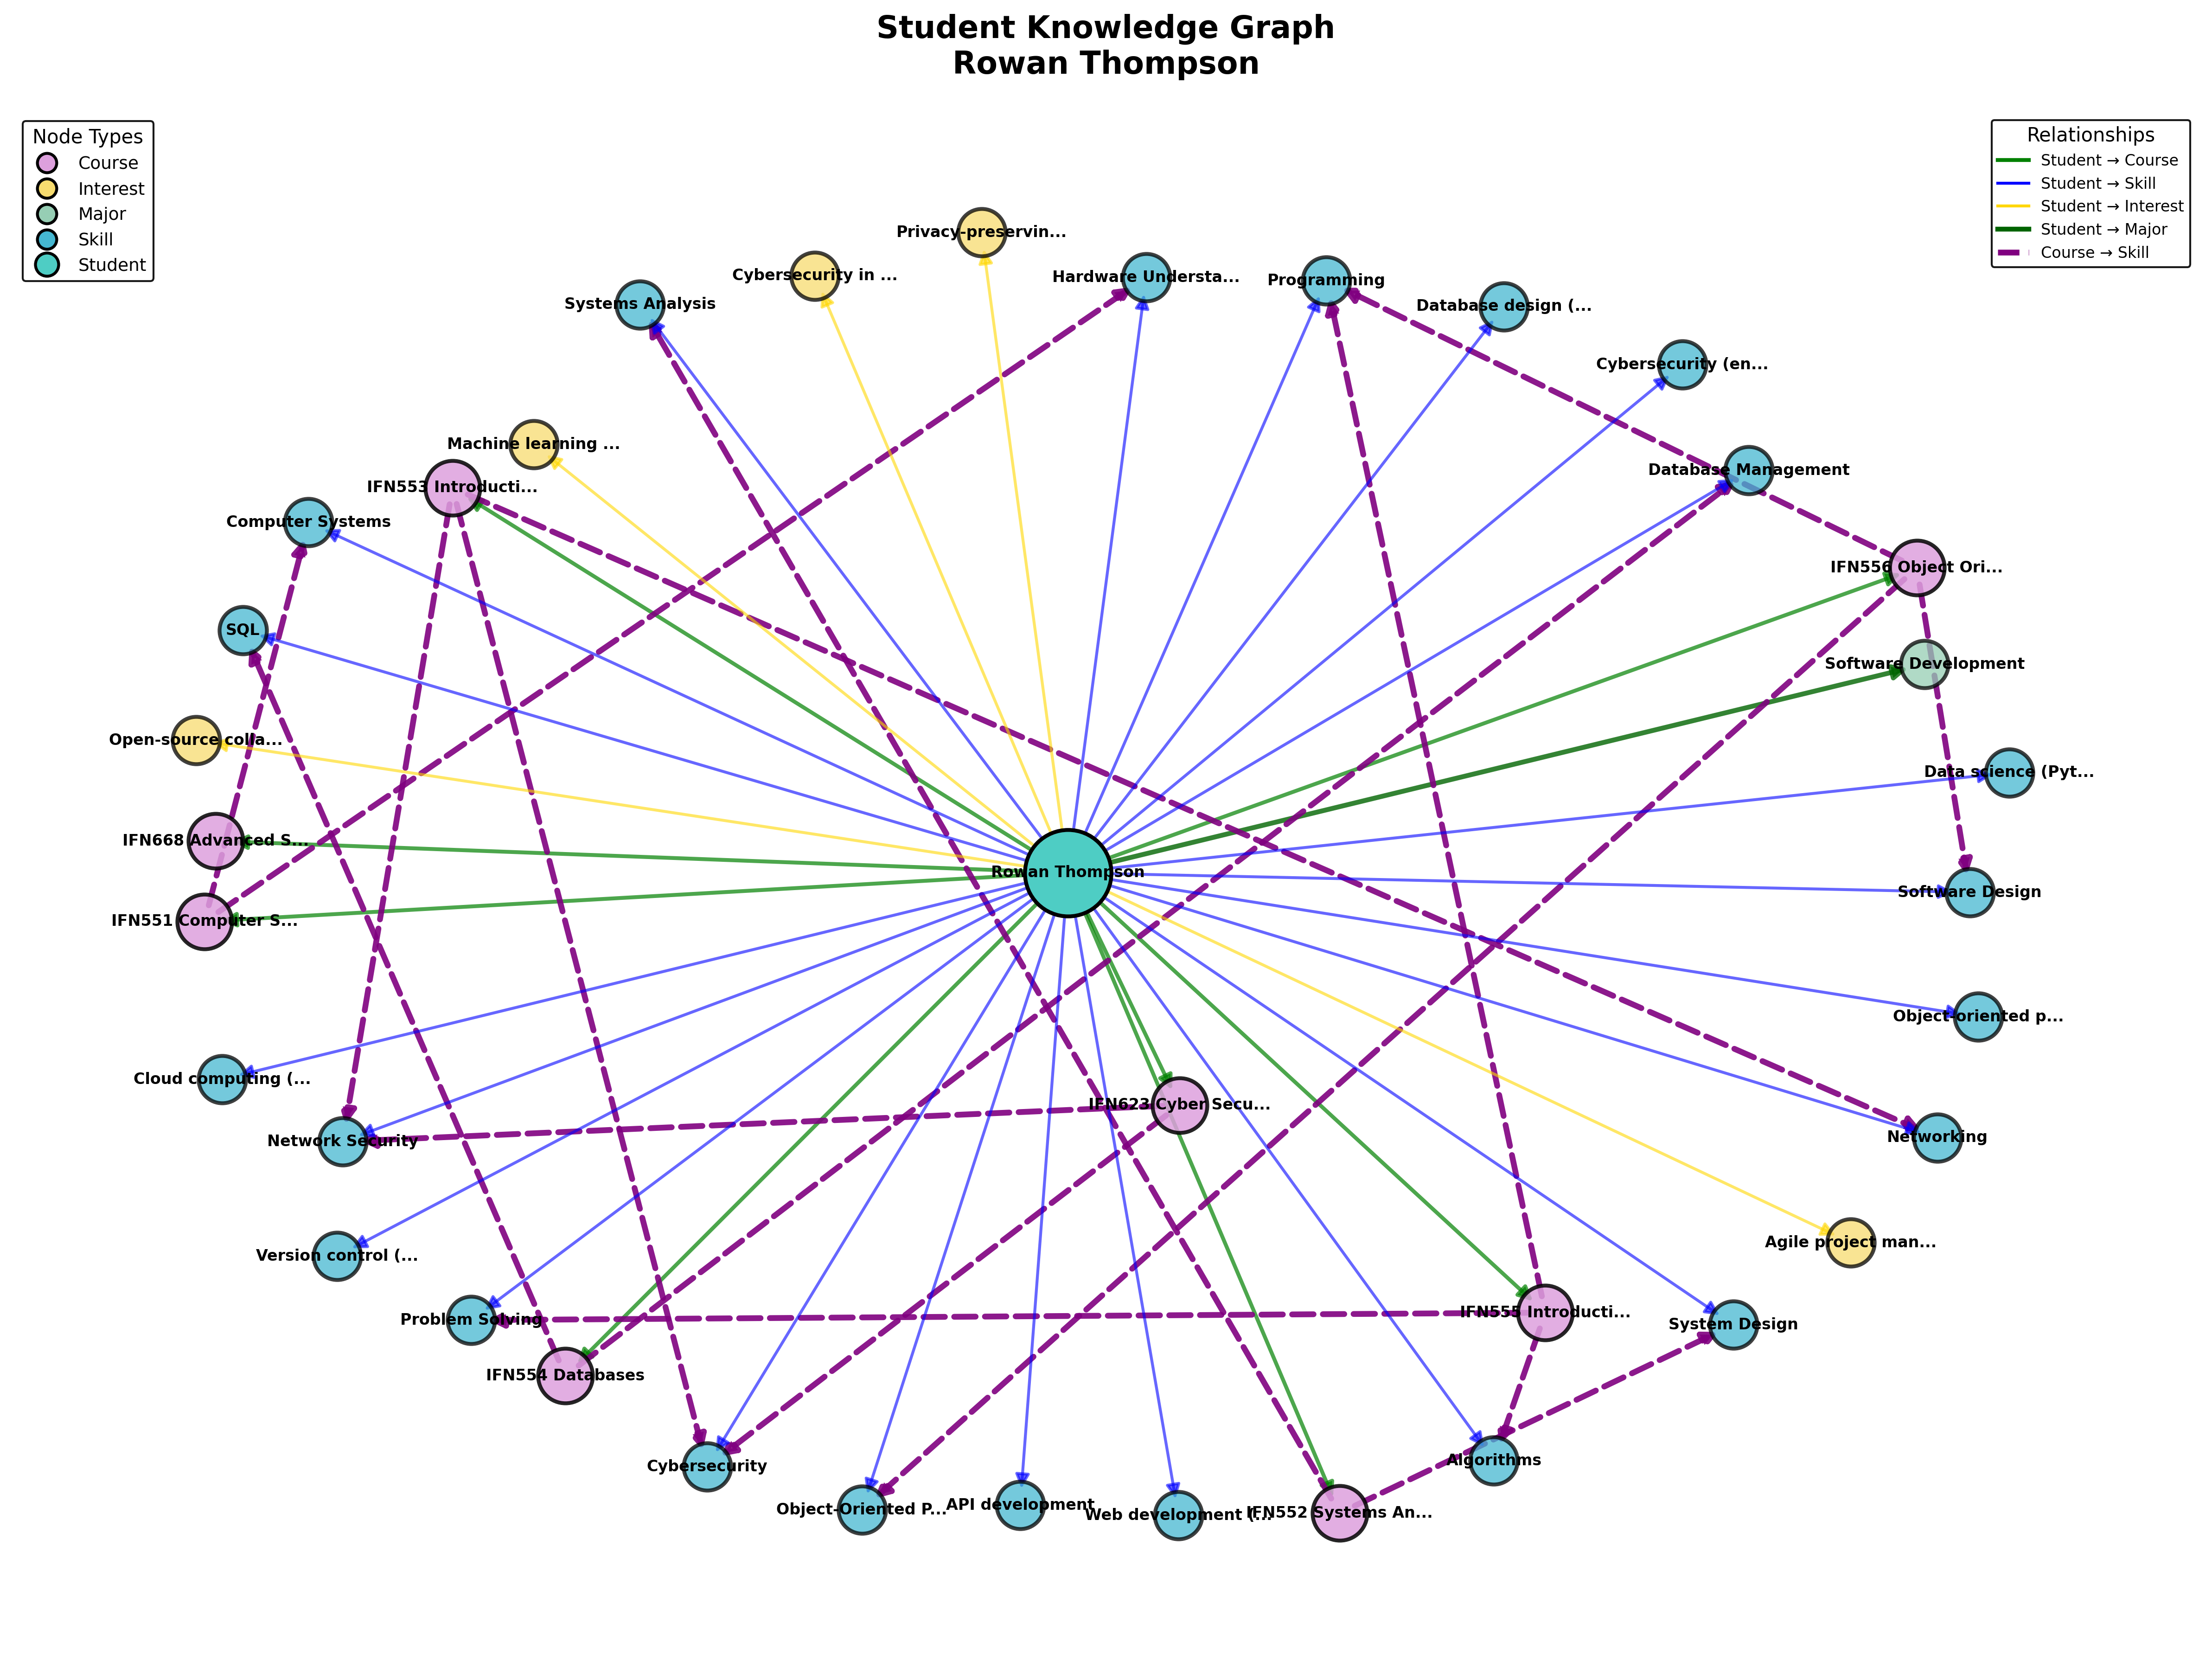 Student Knowledge Graph
Rowan Thompson
Node Types
Course
Interest
Major
Skill
Student
Relationships
Student → Course
Student → Skill
Student → Interest
Student → Major
Course → Skill
Privacy-preservin...
Cybersecurity in ...
Hardware Understa...
Programming
Systems Analysis
Database design (...
Cybersecurity (en...
Machine learning ...
Database Management
IFN553 Introducti...
Computer Systems
IFN556 Object Ori...
SQL
Software Development
Open-source colla...
Data science (Pyt...
IFN668 Advanced S...
Rowan Thompson
Software Design
IFN551 Computer S...
Object-oriented p...
Cloud computing (...
IFN623 Cyber Secu...
Network Security
Networking
Agile project man...
Version control (...
IFN555 Introducti...
Problem Solving
System Design
IFN554 Databases
Algorithms
Cybersecurity
API development
Object-Oriented P...
Web development (...
IFN552 Systems An...